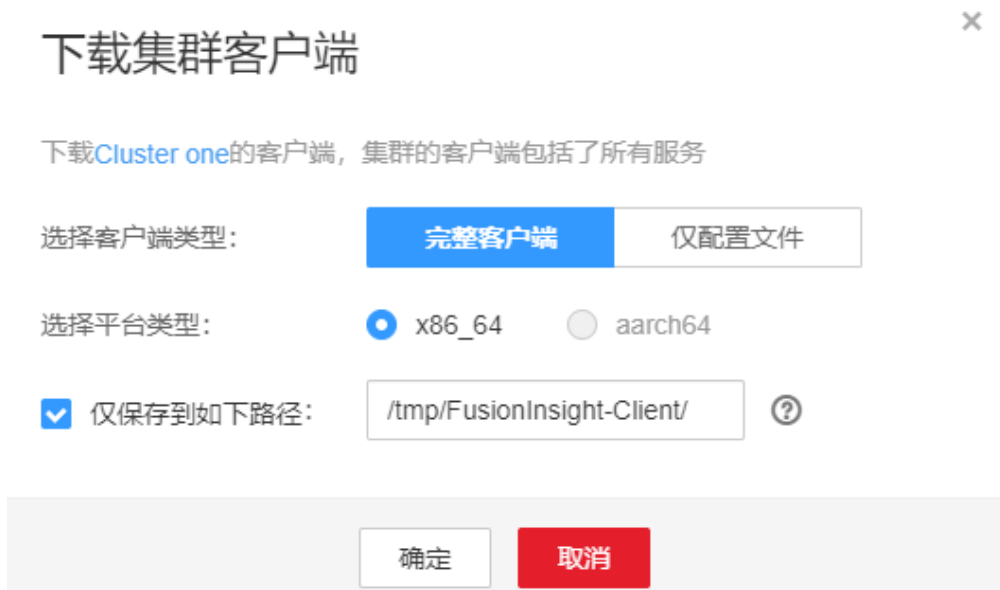 下载集群客户端
下载Cluster one的客户端，集群的客户端包括了所有服务
选择客户端类型： 完整客户端 仅配置文件
选择平台类型： x86_64 aarch64
仅保存到如下路径： /tmp/FusionInsight-Client/
确定 取消